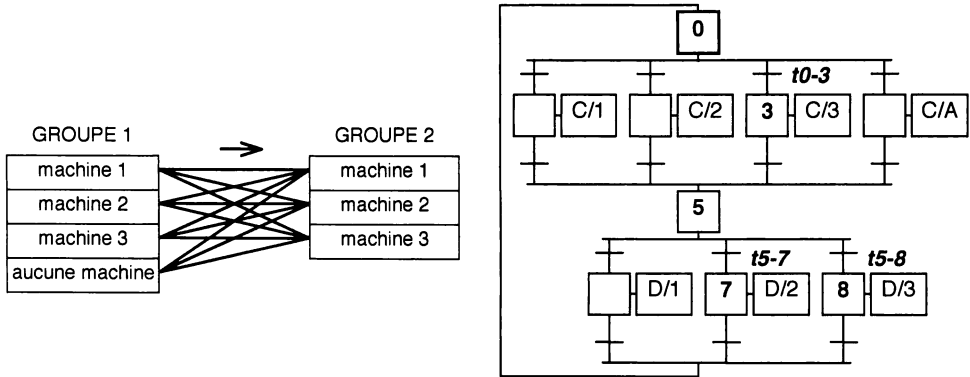 GROUPE 1
machine 1
machine 2
machine 3
aucune machine
GROUPE 2
machine 1
machine 2
machine 3
0
t0-3
C/1
C/2
3 C/3
C/A
5
t5-7 t5-8
D/1
7 D/2
8 D/3